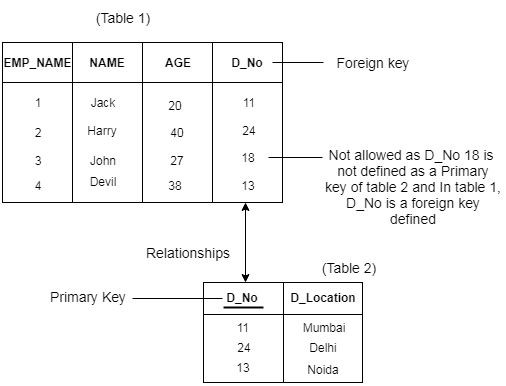 (Table 1)
EMP_NAME NAME AGE D_No Foreign key
1 Jack 20 11
2 Harry 40 24
3 John 27 18
4 Devil 38 13
Not allowed as D_No 18 is
not defined as a Primary
key of table 2 and In table 1,
D_No is a foreign key
defined
Relationships
(Table 2)
Primary Key D_No D_Location
11 Mumbai
24 Delhi
13 Noida